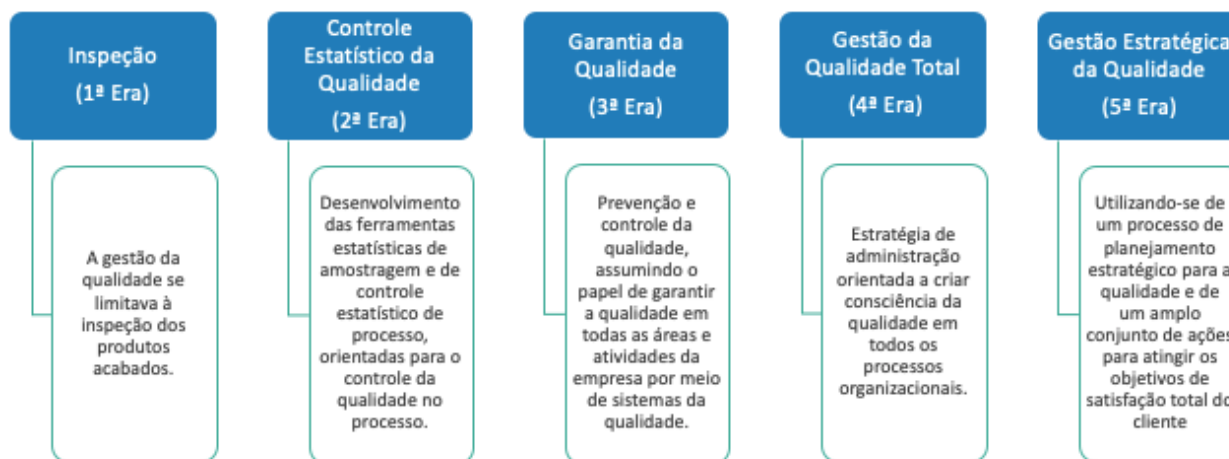 Inspeção
(1ª Era)
A gestão da
qualidade se
limitava à
inspeção dos
produtos
acabados.
Controle
Estatístico da
Qualidade
(2ª Era)
Desenvolvimento
das ferramentas
estatísticas de
amostragem e de
controle
estatístico de
processo,
orientadas para o
controle da
qualidade no
processo.
Garantia da
Qualidade
(3ª Era)
Prevenção e
controle da
qualidade,
assumindo o
papel de garantir
a qualidade em
todas as áreas e
atividades da
empresa por meio
de sistemas da
qualidade.
Gestão da
Qualidade Total
(4ª Era)
Estratégia de
administração
orientada a criar
consciência da
qualidade em
todos os
processos
organizacionais.
Gestão Estratégica
da Qualidade
(5ª Era)
Utilizando-se de
um processo de
planejamento
estratégico para a
qualidade e de
um amplo
conjunto de ações
para atingir os
objetivos de
satisfação total do
cliente